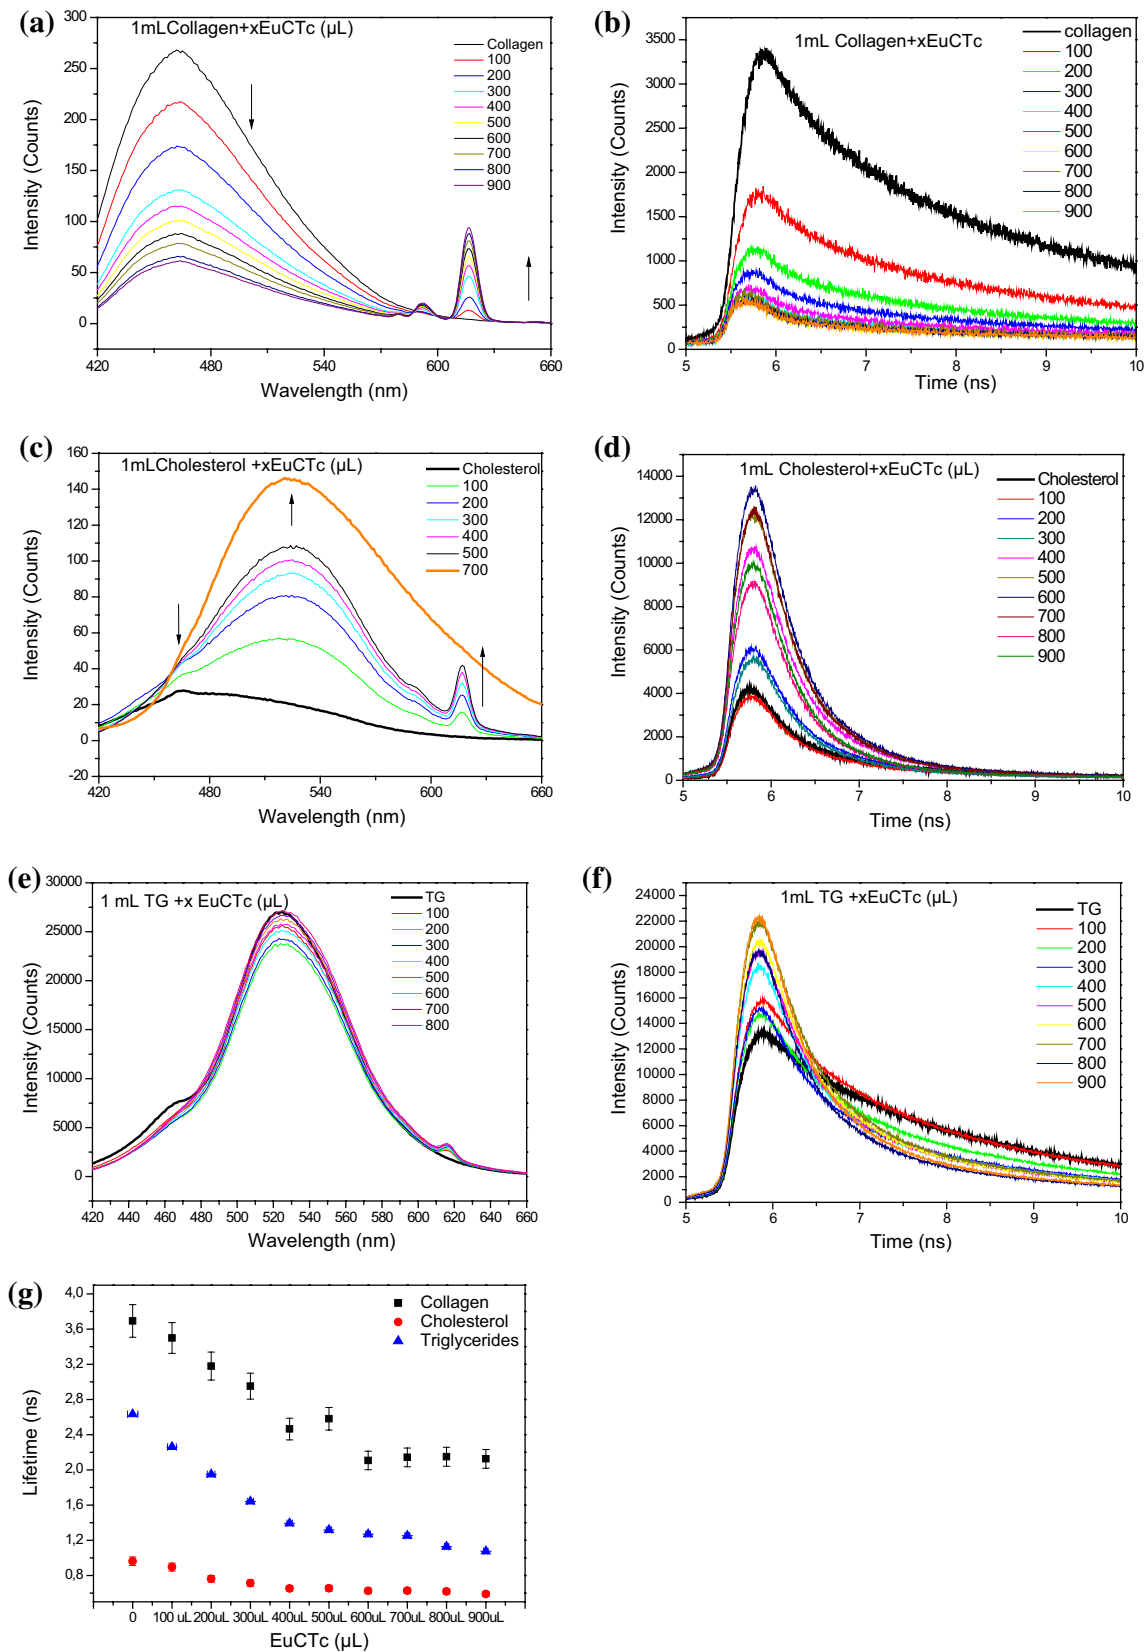 (a)
1mLCollagen+xEuCTc (µL)
Collagen
100
200
300
400
500
600
700
800
900
300
250
200
150
100
50
0
Intensity (Counts)
420 480 540 600 660
Wavelength (nm)
(b)
1mL Collagen+xEuCTc
collagen
100
200
300
400
500
600
700
800
900
3500
3000
2500
2000
1500
1000
500
0
Intensity (Counts)
5 6 7 8 9 10
Time (ns)
(c)
1mLCholesterol +xEuCTc (µL)
Cholesterol
100
200
300
400
500
700
160
140
120
100
80
60
40
20
0
-20
Intensity (Counts)
420 480 540 600 660
Wavelength (nm)
(d)
1mL Cholesterol+xEuCTc (µL)
Cholesterol
100
200
300
400
500
600
700
800
900
14000
12000
10000
8000
6000
4000
2000
0
Intensity (Counts)
5 6 7 8 9 10
Time (ns)
(e)
1 mL TG +x EuCTc (µL)
TG
100
200
300
400
500
600
700
800
30000
25000
20000
15000
10000
5000
0
Intensity (Counts)
420 440 460 480 500 520 540 560 580 600 620 640 660
Wavelength (nm)
(f)
1mL TG +xEuCTc (µL)
TG
100
200
300
400
500
600
700
800
900
24000
22000
20000
18000
16000
14000
12000
10000
8000
6000
4000
2000
0
Intensity (Counts)
5 6 7 8 9 10
Time (ns)
(g)
Collagen
Cholesterol
Triglycerides
4,0
3,6
3,2
2,8
2,4
2,0
1,6
1,2
0,8
Lifetime (ns)
0 100 uL 200uL 300uL 400uL 500uL 600uL 700uL 800uL 900uL
EuCTc (µL)